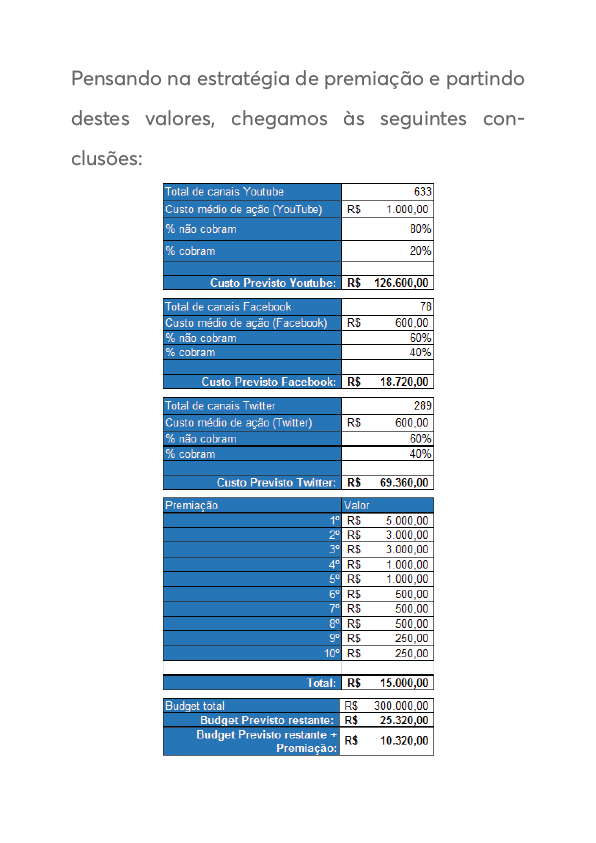 Pensando na estratégia de premiação e partindo
destes valores, chegamos às seguintes con-
clusões:
Total de canais Youtube 633
Custo médio de ação (YouTube) R$ 1.000,00
% não cobram 80%
% cobram 20%
Custo Previsto Youtube: R$ 126.600,00
Total de canais Facebook 78
Custo médio de ação (Facebook) R$ 600,00
% não cobram 60%
% cobram 40%
Custo Previsto Facebook: R$ 18.720,00
Total de canais Twitter 289
Custo médio de ação (Twitter) R$ 600,00
% não cobram 60%
% cobram 40%
Custo Previsto Twitter: R$ 69.360,00
Premiação Valor
1º R$ 5.000,00
2º R$ 3.000,00
3º R$ 3.000,00
4º R$ 1.000,00
5º R$ 1.000,00
6º R$ 500,00
7º R$ 500,00
8º R$ 500,00
9º R$ 250,00
10º R$ 250,00
Total: R$ 15.000,00
Budget total R$ 300.000,00
Budget Previsto restante: R$ 25.320,00
Budget Previsto restante +
Premiação: R$ 10.320,00